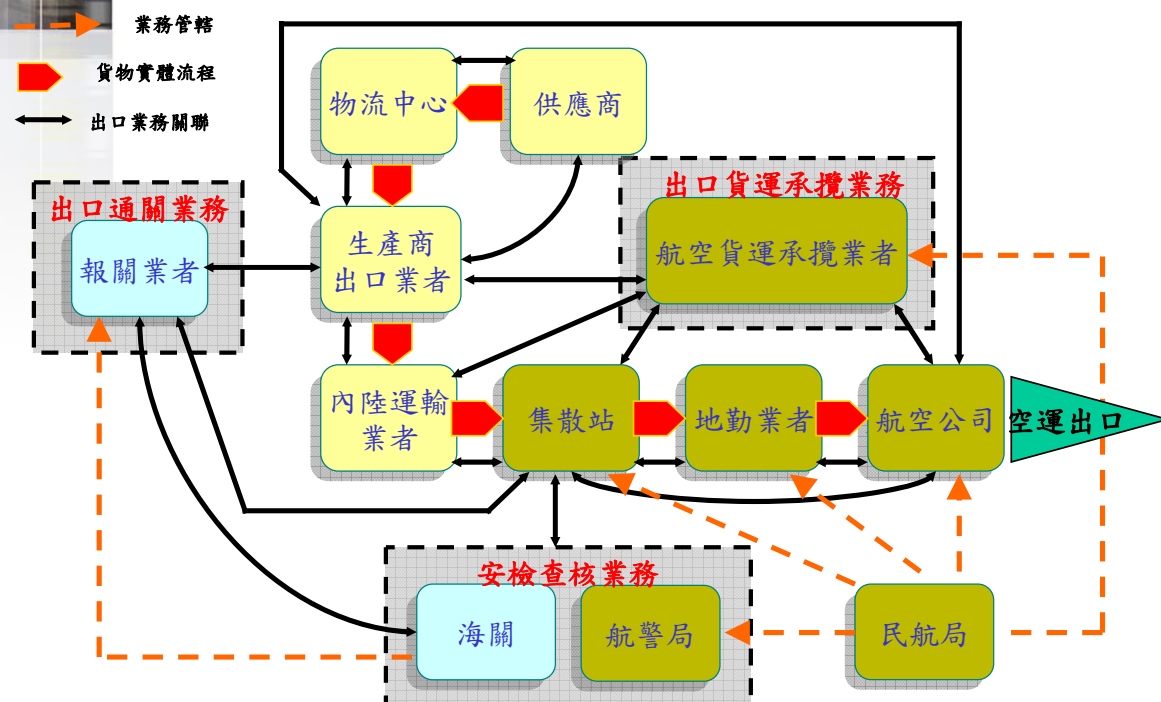 業務管轄
貨物實體流程
出口業務關聯
物流中心
供應商
出口通關業務
報關業者
生產商
出口業者
出口貨運承攬業務
航空貨運承攬業者
內陸運輸
業者
集散站
地勤業者
航空公司
空運出口
安檢查核業務
海關
航警局
民航局